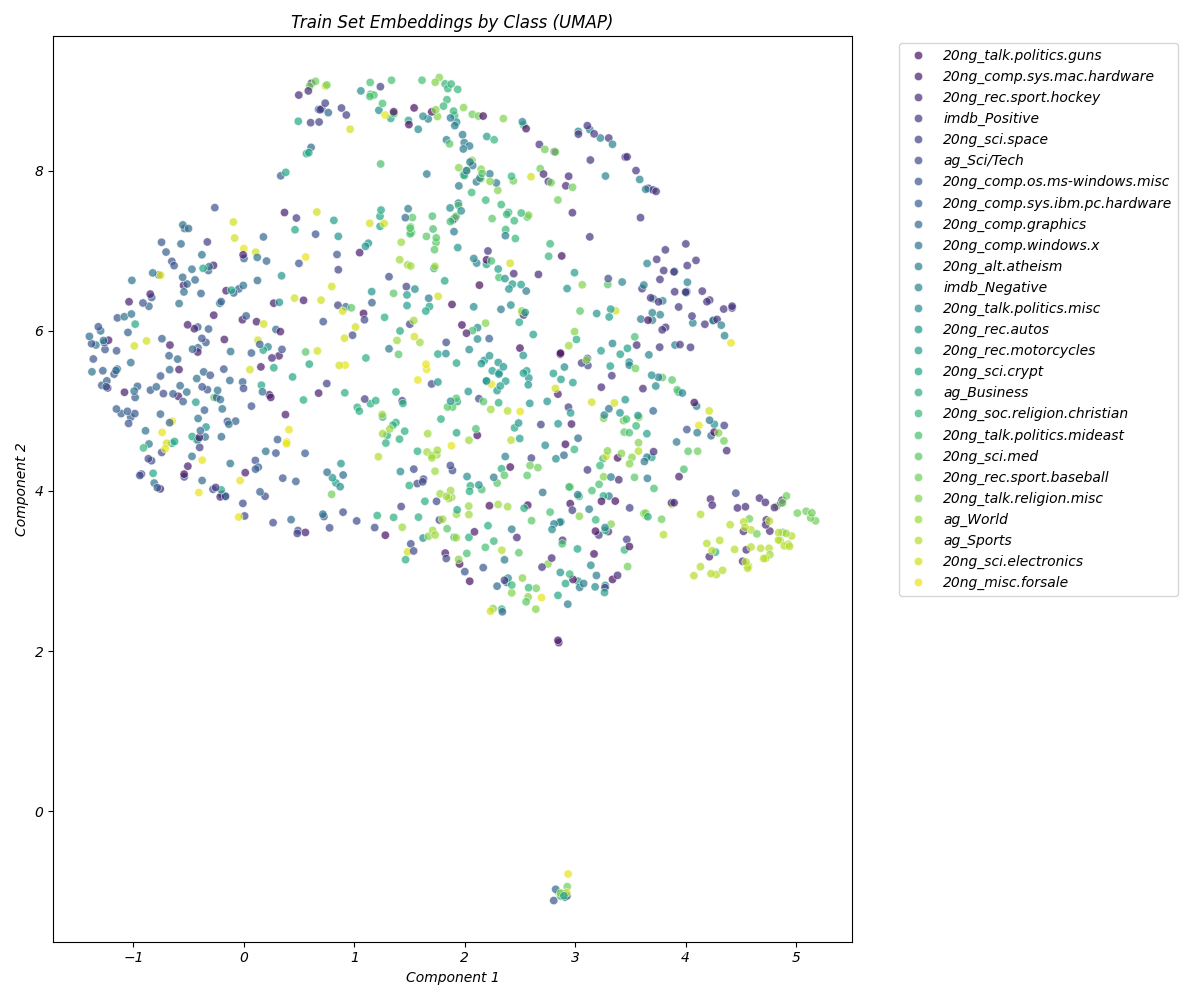 Train Set Embeddings by Class (UMAP)
20ng_talk.politics.guns
20ng_comp.sys.mac.hardware
20ng_rec.sport.hockey
imdb_Positive
20ng_sci.space
ag_Sci/Tech
20ng_comp.os.ms-windows.misc
20ng_comp.sys.ibm.pc.hardware
20ng_comp.graphics
20ng_comp.windows.x
20ng_alt.atheism
imdb_Negative
20ng_talk.politics.misc
20ng_rec.autos
20ng_rec.motorcycles
20ng_sci.crypt
ag_Business
20ng_soc.religion.christian
20ng_talk.politics.mideast
20ng_sci.med
20ng_rec.sport.baseball
20ng_talk.religion.misc
ag_World
ag_Sports
20ng_sci.electronics
20ng_misc.forsale
8
6
4
2
0
Component 2
−1 0 1 2 3 4 5
Component 1